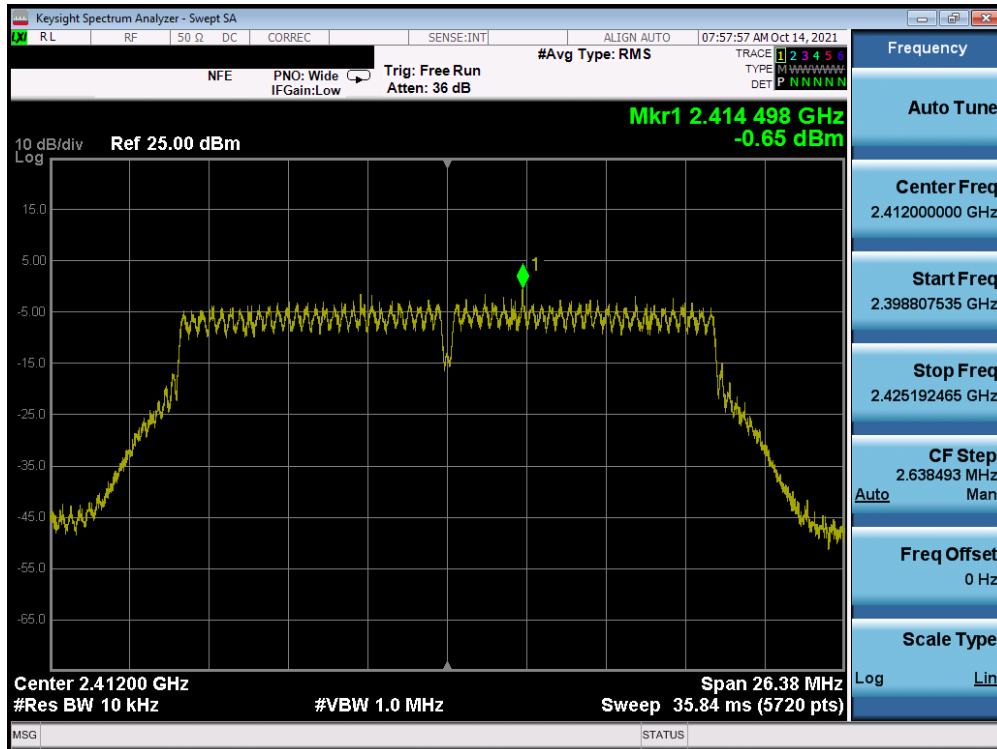 Keysight Spectrum Analyzer - Swept SA
LXI RL RF 50 Ω DC CORREC SENSE:INT ALIGN AUTO 07:57:57 AM Oct 14, 2021
NFE PNO: Wide Trig: Free Run #Avg Type: RMS TRACE 1 2 3 4 5 6
IFGain:Low Atten: 36 dB TYPE M WWWWW
DET P N N N N N
Mkr1 2.414 498 GHz
-0.65 dBm
10 dB/div Ref 25.00 dBm
Log
15.0
5.00
1
-5.00
-15.0
-25.0
-35.0
-45.0
-55.0
-65.0
Center 2.41200 GHz Span 26.38 MHz
#Res BW 10 kHz #VBW 1.0 MHz Sweep 35.84 ms (5720 pts)
MSG STATUS
Frequency
Auto Tune
Center Freq
2.412000000 GHz
Start Freq
2.398807535 GHz
Stop Freq
2.425192465 GHz
CF Step
2.638493 MHz
Auto Man
Freq Offset
0 Hz
Scale Type
Log Lin